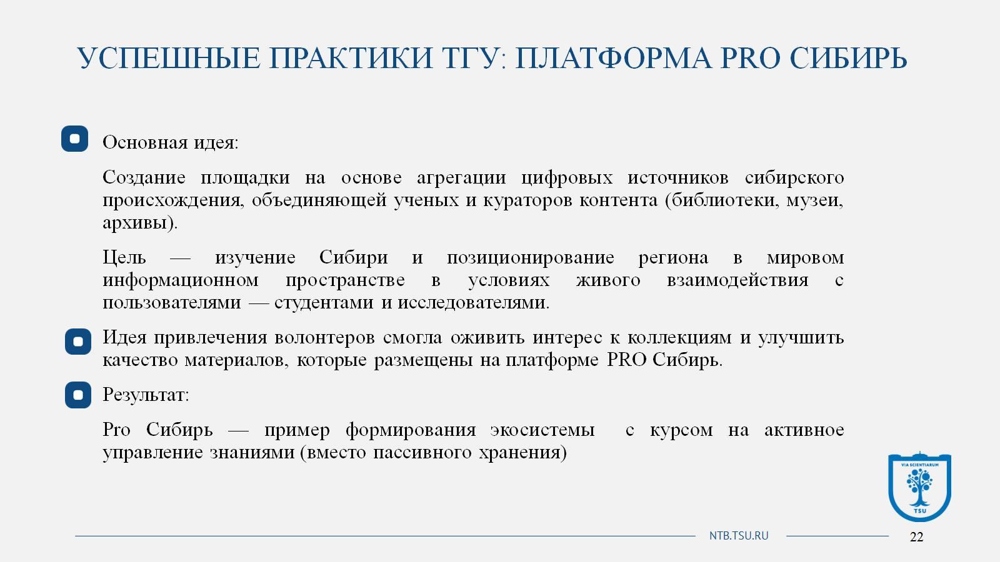 УСПЕШНЫЕ ПРАКТИКИ ТГУ: ПЛАТФОРМА PRO СИБИРЬ
Основная идея:
Создание площадки на основе агрегации цифровых источников сибирского
происхождения, объединяющей ученых и кураторов контента (библиотеки, музеи,
архивы).
Цель — изучение Сибири и позиционирование региона в мировом
информационном пространстве в условиях живого взаимодействия с
пользователями — студентами и исследователями.
Идея привлечения волонтеров смогла оживить интерес к коллекциям и улучшить
качество материалов, которые размещены на платформе PRO Сибирь.
Результат:
Pro Сибирь — пример формирования экосистемы с курсом на активное
управление знаниями (вместо пассивного хранения)
VIA SCIENTIARUM
TSU
NTB.TSU.RU
22